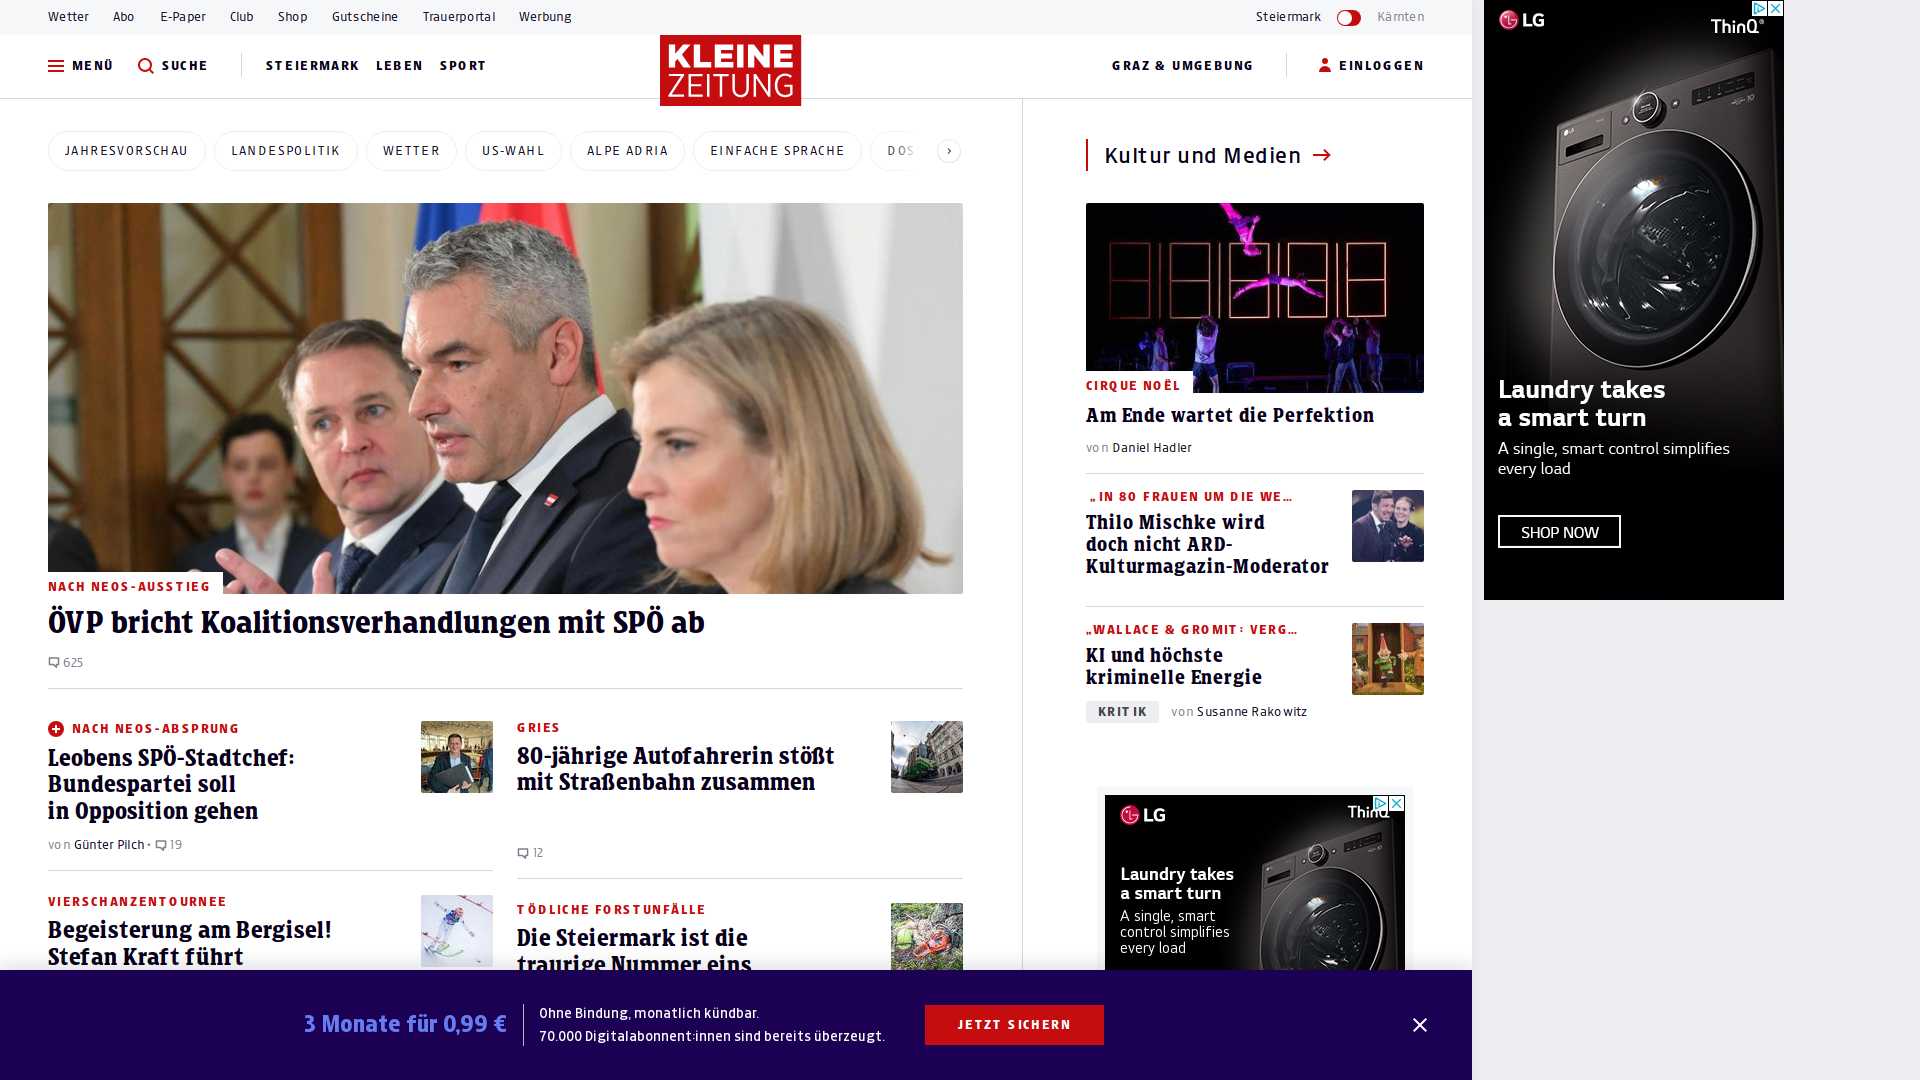 Wetter Abo E-Paper Club Shop Gutscheine Trauerportal Werbung
Steiermark Kärnten
MENÜ SUCHE STEIERMARK LEBEN SPORT
KLEINE
ZEITUNG
GRAZ & UMGEBUNG EINLOGGEN
JAHRESVORSCHAU LANDESPOLITIK WETTER US-WAHL ALPE ADRIA EINFACHE SPRACHE DOS
NACH NEOS-AUSSTIEG
ÖVP bricht Koalitionsverhandlungen mit SPÖ ab
625
NACH NEOS-ABSPRUNG
Leobens SPÖ-Stadtchef:
Bundespartei soll
in Opposition gehen
von Günter Pilch • 19
GRIES
80-jährige Autofahrerin stößt
mit Straßenbahn zusammen
12
VIERSCHANZENTOURNEE
Begeisterung am Bergisel!
Stefan Kraft führt
TÖDLICHE FORSTUNFÄLLE
Die Steiermark ist die
traurige Nummer eins
Kultur und Medien
CIRQUE NOËL
Am Ende wartet die Perfektion
von Daniel Hadler
„IN 80 FRAUEN UM DIE WE…
Thilo Mischke wird
doch nicht ARD-
Kulturmagazin-Moderator
„WALLACE & GROMIT: VERG…
KI und höchste
kriminelle Energie
KRITIK von Susanne Rakowitz
LG ThinQ
Laundry takes
a smart turn
A single, smart
control simplifies
every load
LG ThinQ®
Laundry takes
a smart turn
A single, smart control simplifies
every load
SHOP NOW
3 Monate für 0,99 €
Ohne Bindung, monatlich kündbar.
70.000 Digitalabonnent:innen sind bereits überzeugt.
JETZT SICHERN